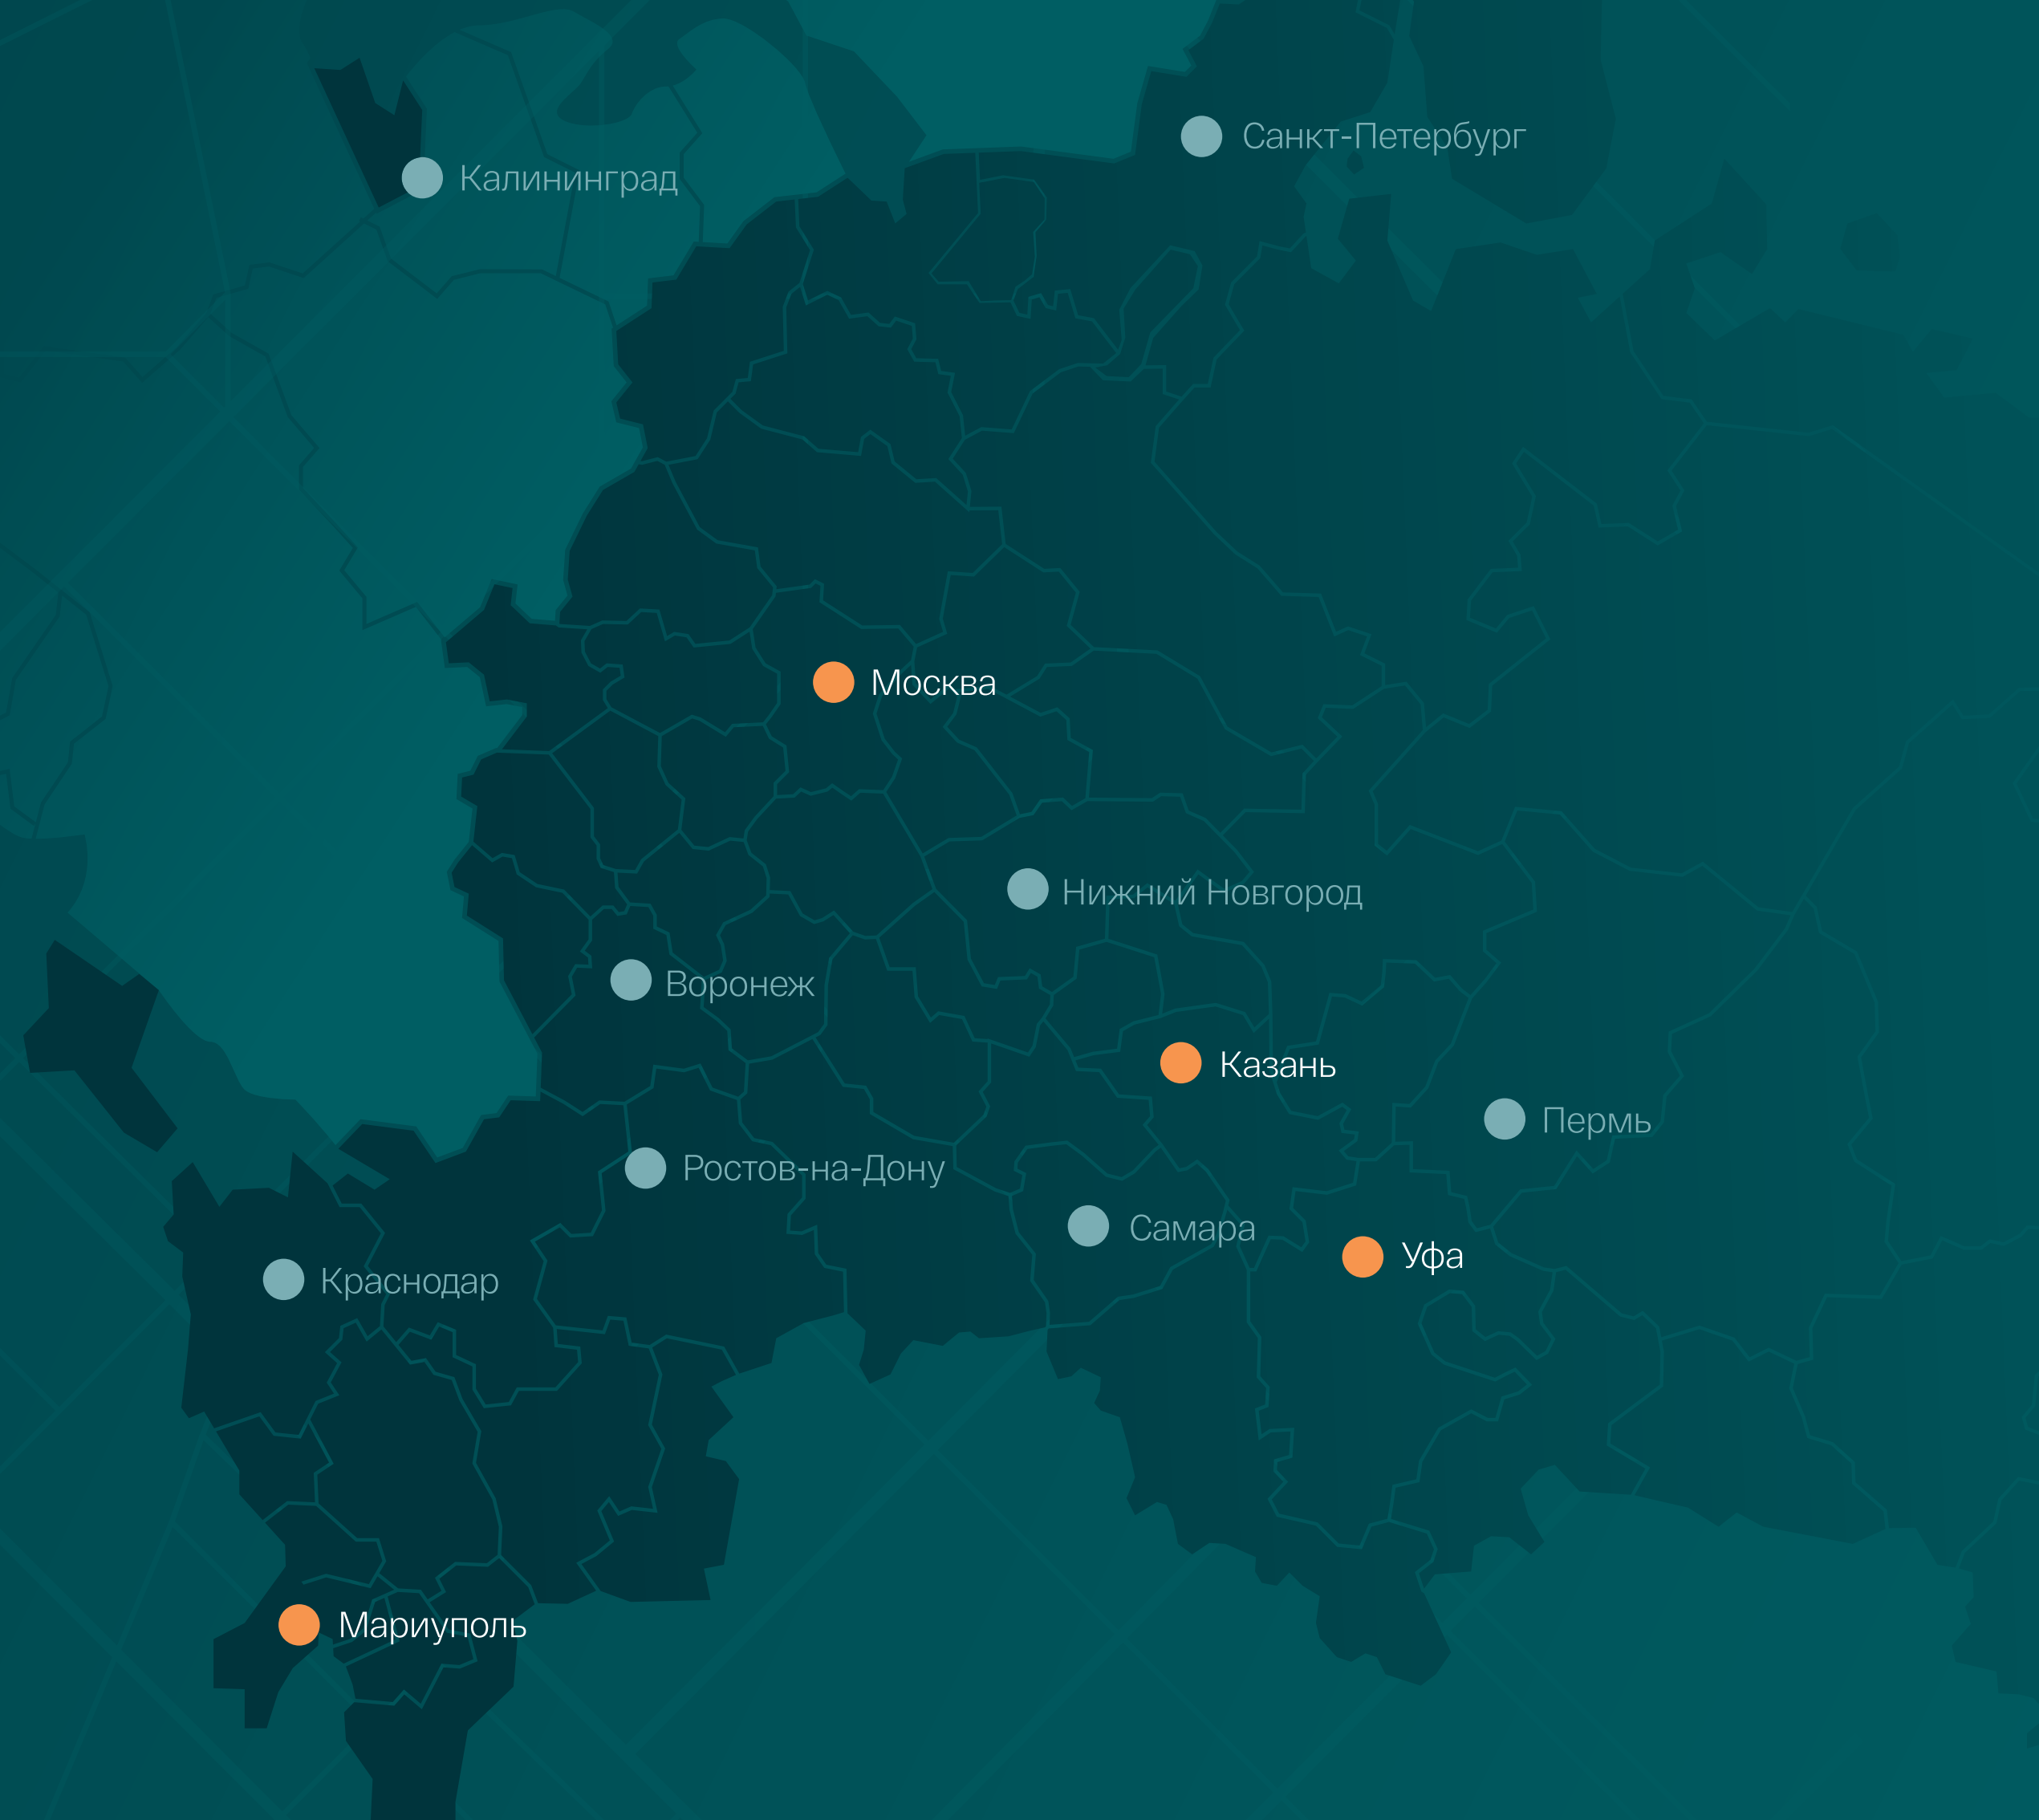 Санкт-Петербург
Калининград
Москва
Нижний Новгород
Воронеж
Казань
Пермь
Ростов-на-Дону
Самара
Уфа
Краснодар
Мариуполь